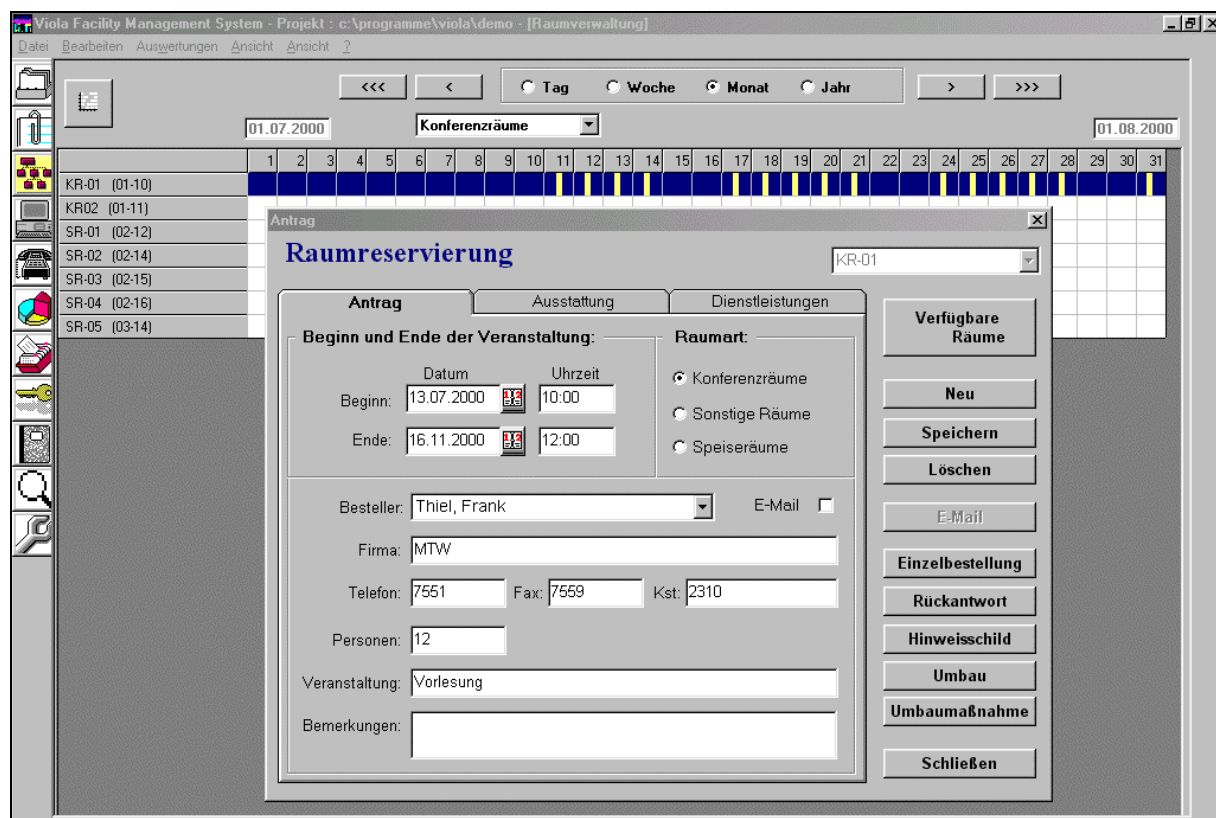 Viola Facility Management System - Projekt : c:\programme\viola\demo - [Raumverwaltung]
Datei Bearbeiten Auswertungen Ansicht Ansicht ?
<<< < Tag Woche Monat Jahr > >>>
01.07.2000 Konferenzräume 01.08.2000
1 2 3 4 5 6 7 8 9 10 11 12 13 14 15 16 17 18 19 20 21 22 23 24 25 26 27 28 29 30 31
KR-01 (01-10)
KR02 (01-11)
SR-01 (02-12)
SR-02 (02-14)
SR-03 (02-15)
SR-04 (02-16)
SR-05 (03-14)
Antrag
Raumreservierung KR-01
Antrag Ausstattung Dienstleistungen
Beginn und Ende der Veranstaltung:
Datum Uhrzeit
Beginn: 13.07.2000 10:00
Ende: 16.11.2000 12:00
Raumart:
Konferenzräume
Sonstige Räume
Speiseräume
Besteller: Thiel, Frank E-Mail
Firma: MTW
Telefon: 7551 Fax: 7559 Kst: 2310
Personen: 12
Veranstaltung: Vorlesung
Bemerkungen:
Verfügbare
Räume
Neu
Speichern
Löschen
E-Mail
Einzelbestellung
Rückantwort
Hinweisschild
Umbau
Umbaumaßnahme
Schließen